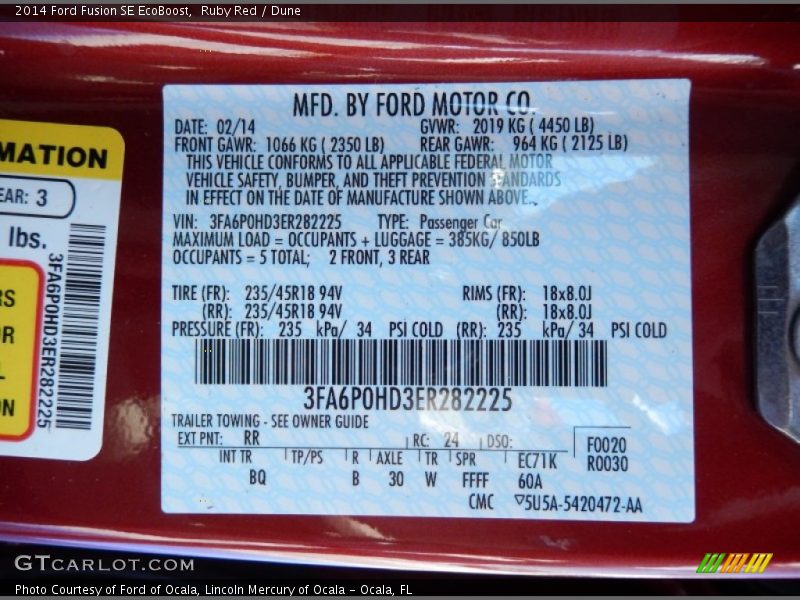 2014 Ford Fusion SE EcoBoost, Ruby Red / Dune
MFD. BY FORD MOTOR CO.
DATE: 02/14 GVWR: 2019 KG ( 4450 LB)
FRONT GAWR: 1066 KG ( 2350 LB) REAR GAWR: 964 KG ( 2125 LB)
THIS VEHICLE CONFORMS TO ALL APPLICABLE FEDERAL MOTOR
VEHICLE SAFETY, BUMPER, AND THEFT PREVENTION STANDARDS
IN EFFECT ON THE DATE OF MANUFACTURE SHOWN ABOVE.
VIN: 3FA6P0HD3ER282225 TYPE: Passenger Car
MAXIMUM LOAD = OCCUPANTS + LUGGAGE = 385KG/ 850LB
OCCUPANTS = 5 TOTAL; 2 FRONT, 3 REAR
TIRE (FR): 235/45R18 94V RIMS (FR): 18x8.0J
(RR): 235/45R18 94V (RR): 18x8.0J
PRESSURE (FR): 235 kPa/ 34 PSI COLD (RR): 235 kPa/ 34 PSI COLD
3FA6P0HD3ER282225
TRAILER TOWING - SEE OWNER GUIDE
EXT PNT: RR RC: 24 DSO: F0020
INT TR TP/PS R AXLE TR SPR EC71K R0030
BQ B 30 W FFFF 60A
CMC ▽5U5A-5420472-AA
MATION
EAR: 3
lbs.
3FA6P0HD3ER282225
RS
OR
L
ON
GTCARLOT.COM
Photo Courtesy of Ford of Ocala, Lincoln Mercury of Ocala - Ocala, FL